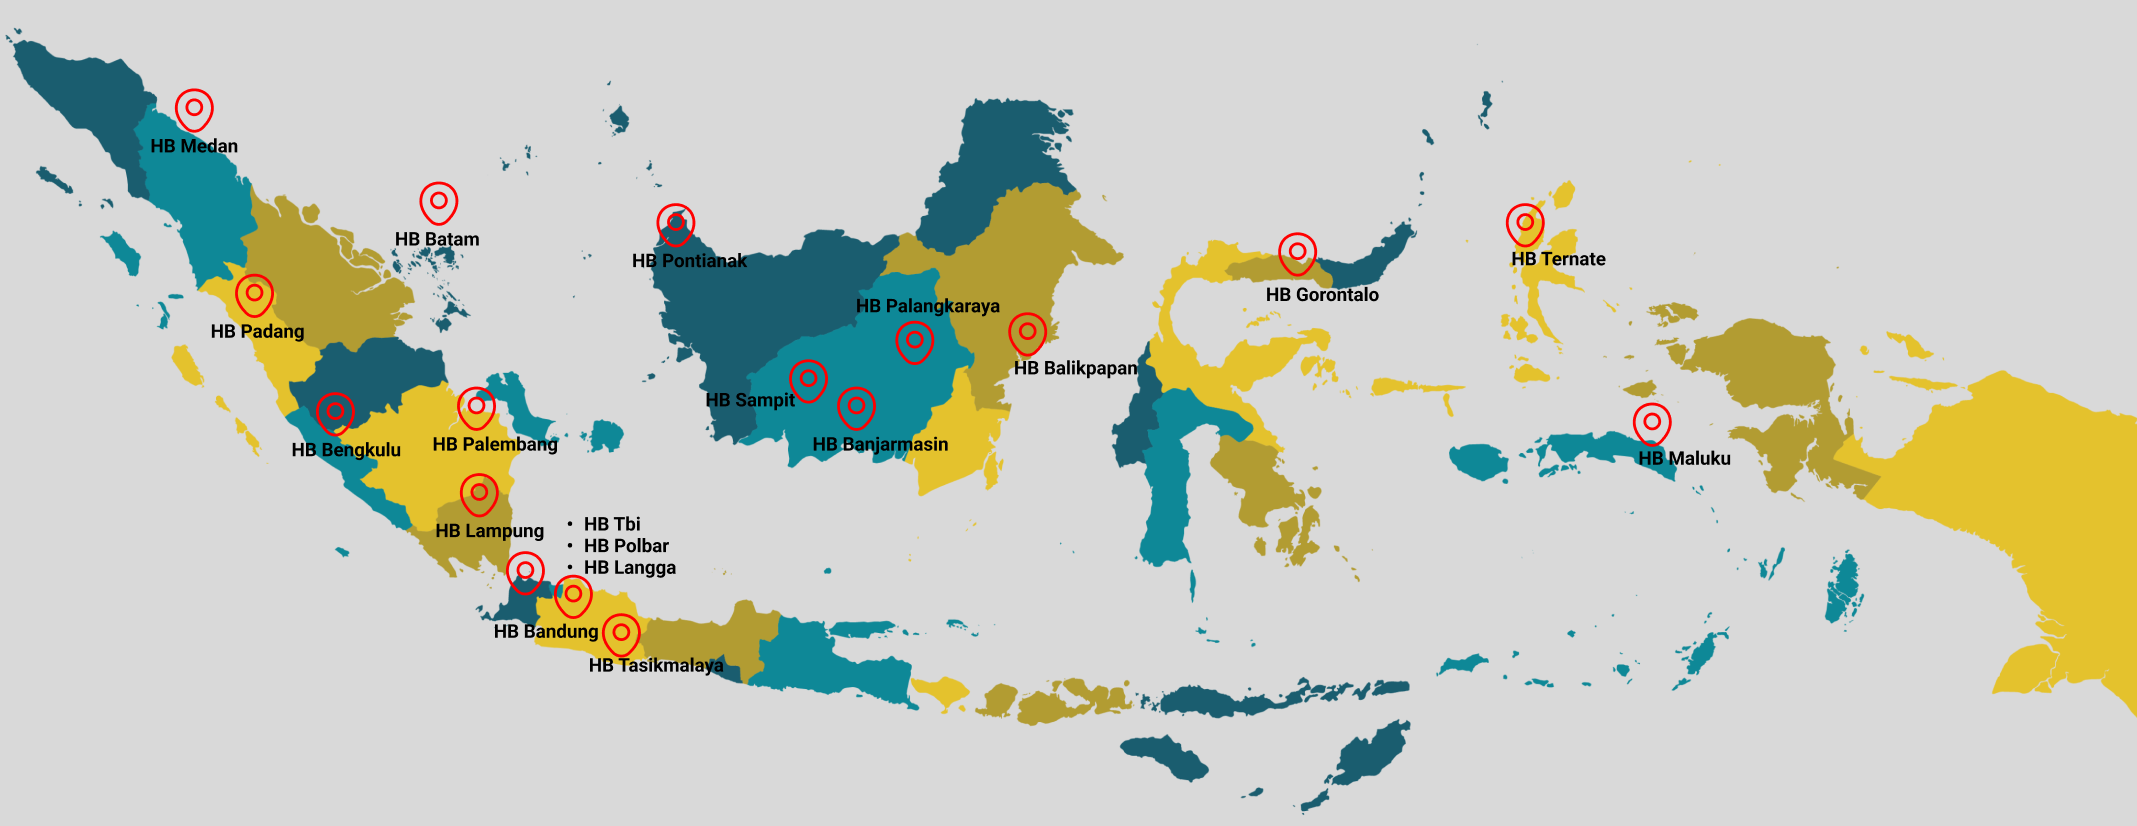 HB Medan
HB Batam
HB Pontianak
HB Ternate
HB Gorontalo
HB Palangkaraya
HB Padang
HB Balikpapan
HB Sampit
HB Banjarmasin
HB Palembang
HB Bengkulu
HB Maluku
HB Lampung
• HB Tbi
• HB Polbar
• HB Langga
HB Bandung
HB Tasikmalaya